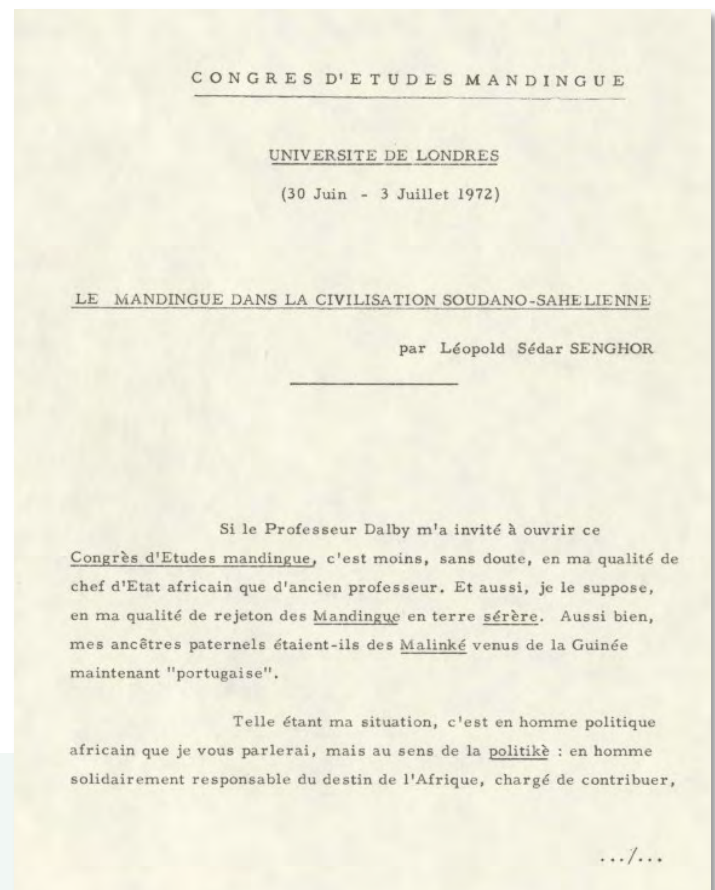 CONGRES D'ETUDES MANDINGUE
UNIVERSITE DE LONDRES
(30 Juin - 3 Juillet 1972)
LE MANDINGUE DANS LA CIVILISATION SOUDANO-SAHELIENNE
par Léopold Sédar SENGHOR
Si le Professeur Dalby m'a invité à ouvrir ce
Congrès d'Etudes mandingue, c'est moins, sans doute, en ma qualité de
chef d'Etat africain que d'ancien professeur. Et aussi, je le suppose,
en ma qualité de rejeton des Mandingue en terre sérère. Aussi bien,
mes ancêtres paternels étaient-ils des Malinké venus de la Guinée
maintenant "portugaise".
Telle étant ma situation, c'est en homme politique
africain que je vous parlerai, mais au sens de la politikè : en homme
solidairement responsable du destin de l'Afrique, chargé de contribuer,
.../...